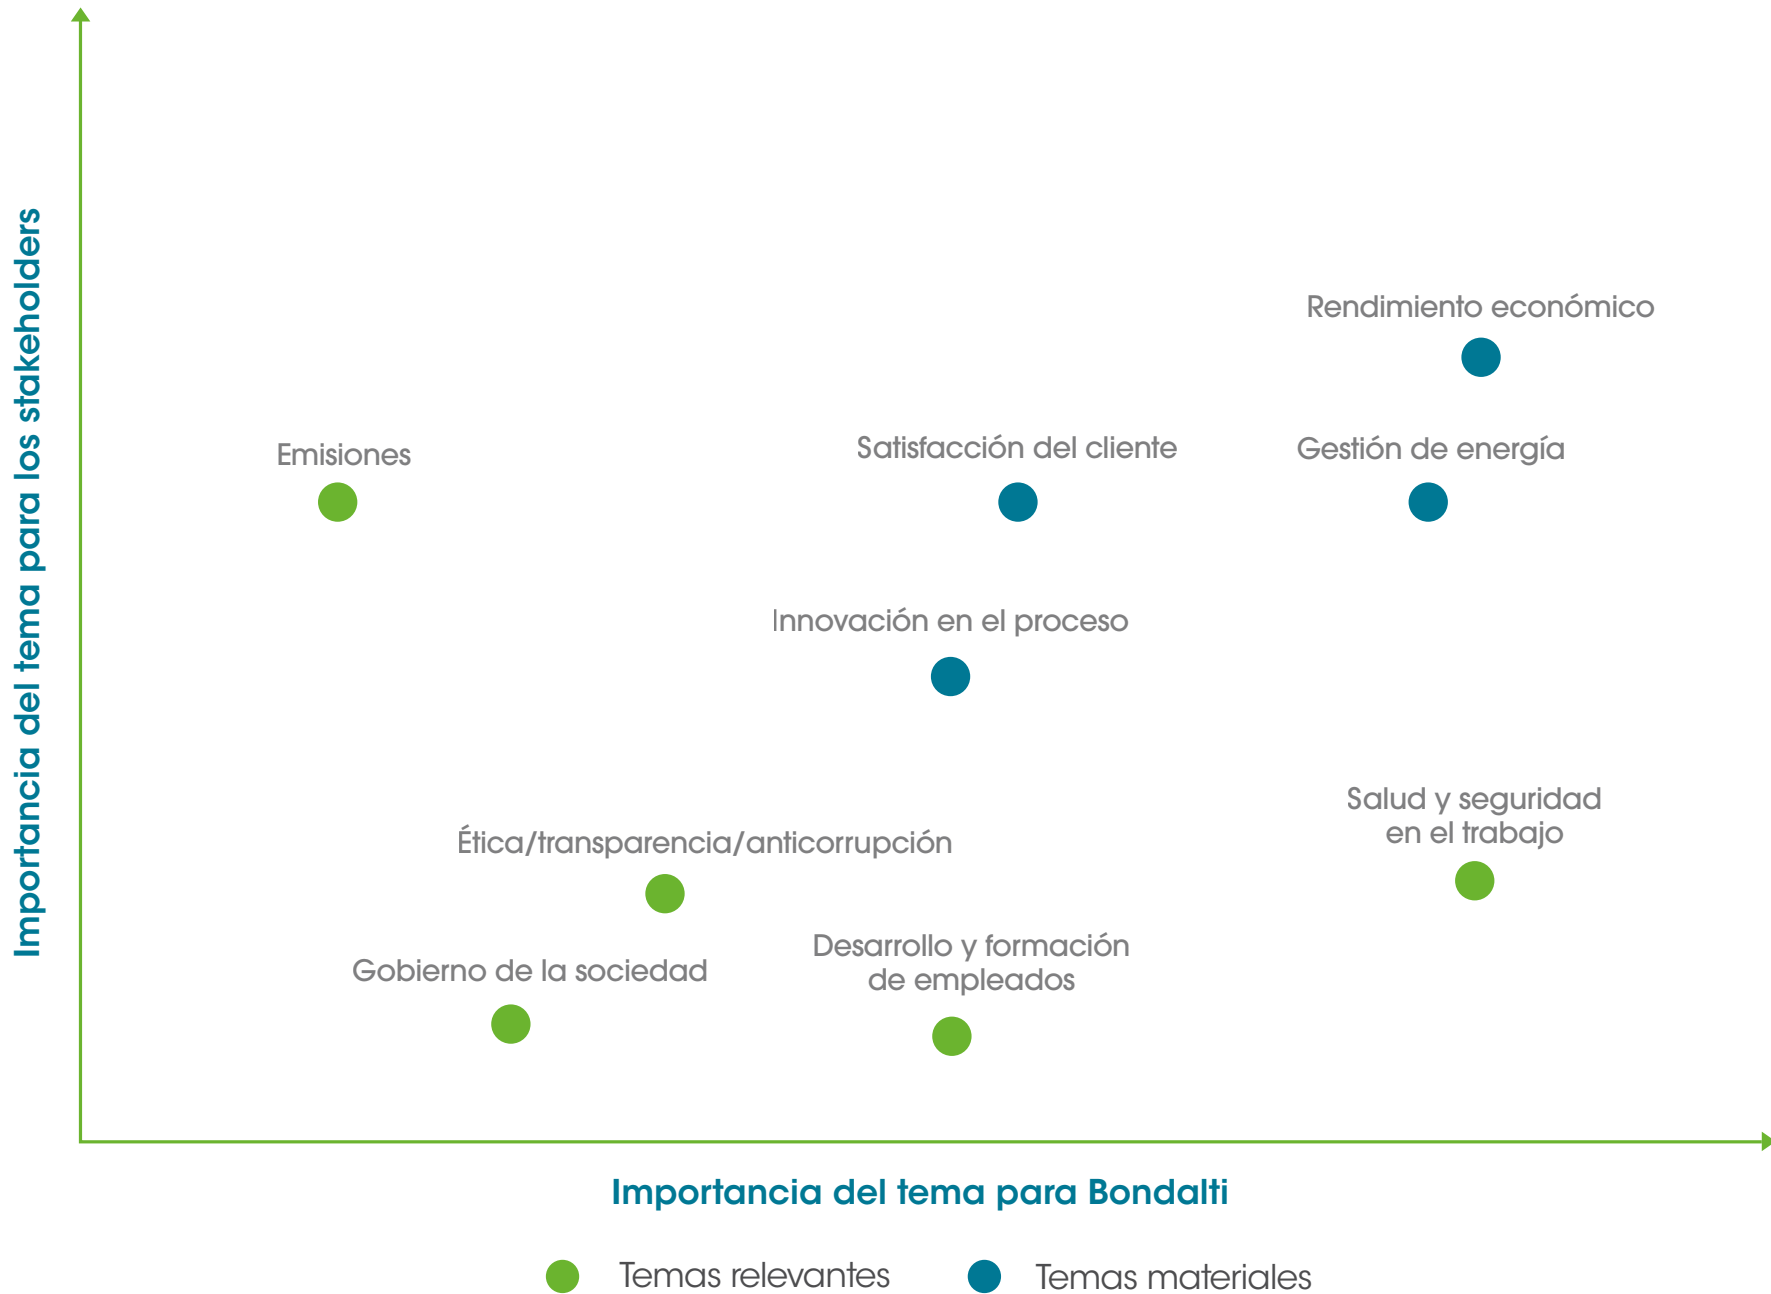 Importancia del tema para los stakeholders
Rendimiento económico
Emisiones
Satisfacción del cliente
Gestión de energía
Innovación en el proceso
Salud y seguridad
en el trabajo
Ética/transparencia/anticorrupción
Desarrollo y formación
de empleados
Gobierno de la sociedad
Importancia del tema para Bondalti
Temas relevantes
Temas materiales